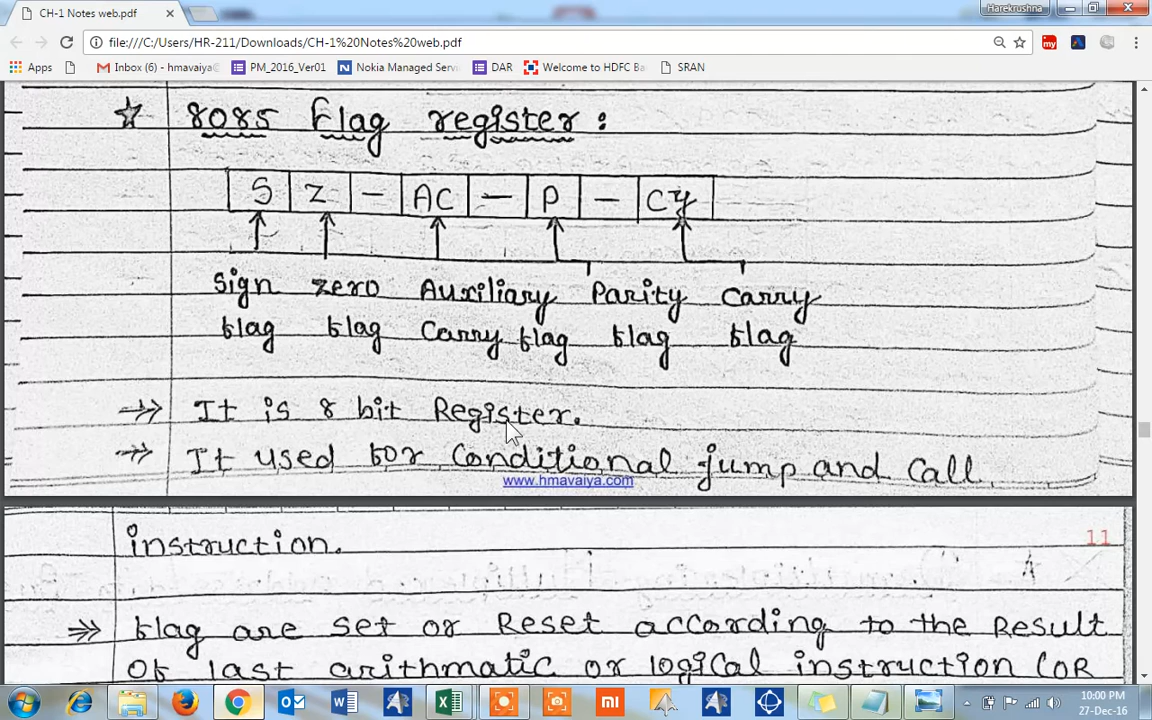 CH-1 Notes web.pdf
Harekrushna
file:///C:/Users/HR-211/Downloads/CH-1%20Notes%20web.pdf
Apps
Inbox (6) - hmavaiya@
PM_2016_Ver01
Nokia Managed Servi
DAR
Welcome to HDFC Ba
SRAN
8085 flag register:
S Z - AC - P - CY
Sign zero Auxiliary Parity Carry
flag flag Carry flag flag flag
It is 8 bit Register.
It used for Conditional jump and Call
www.hmavaiya.com
instruction.
11
flag are set or Reset according to the Result
of last arithmatic or logical instruction (OR
10:00 PM
27-Dec-16